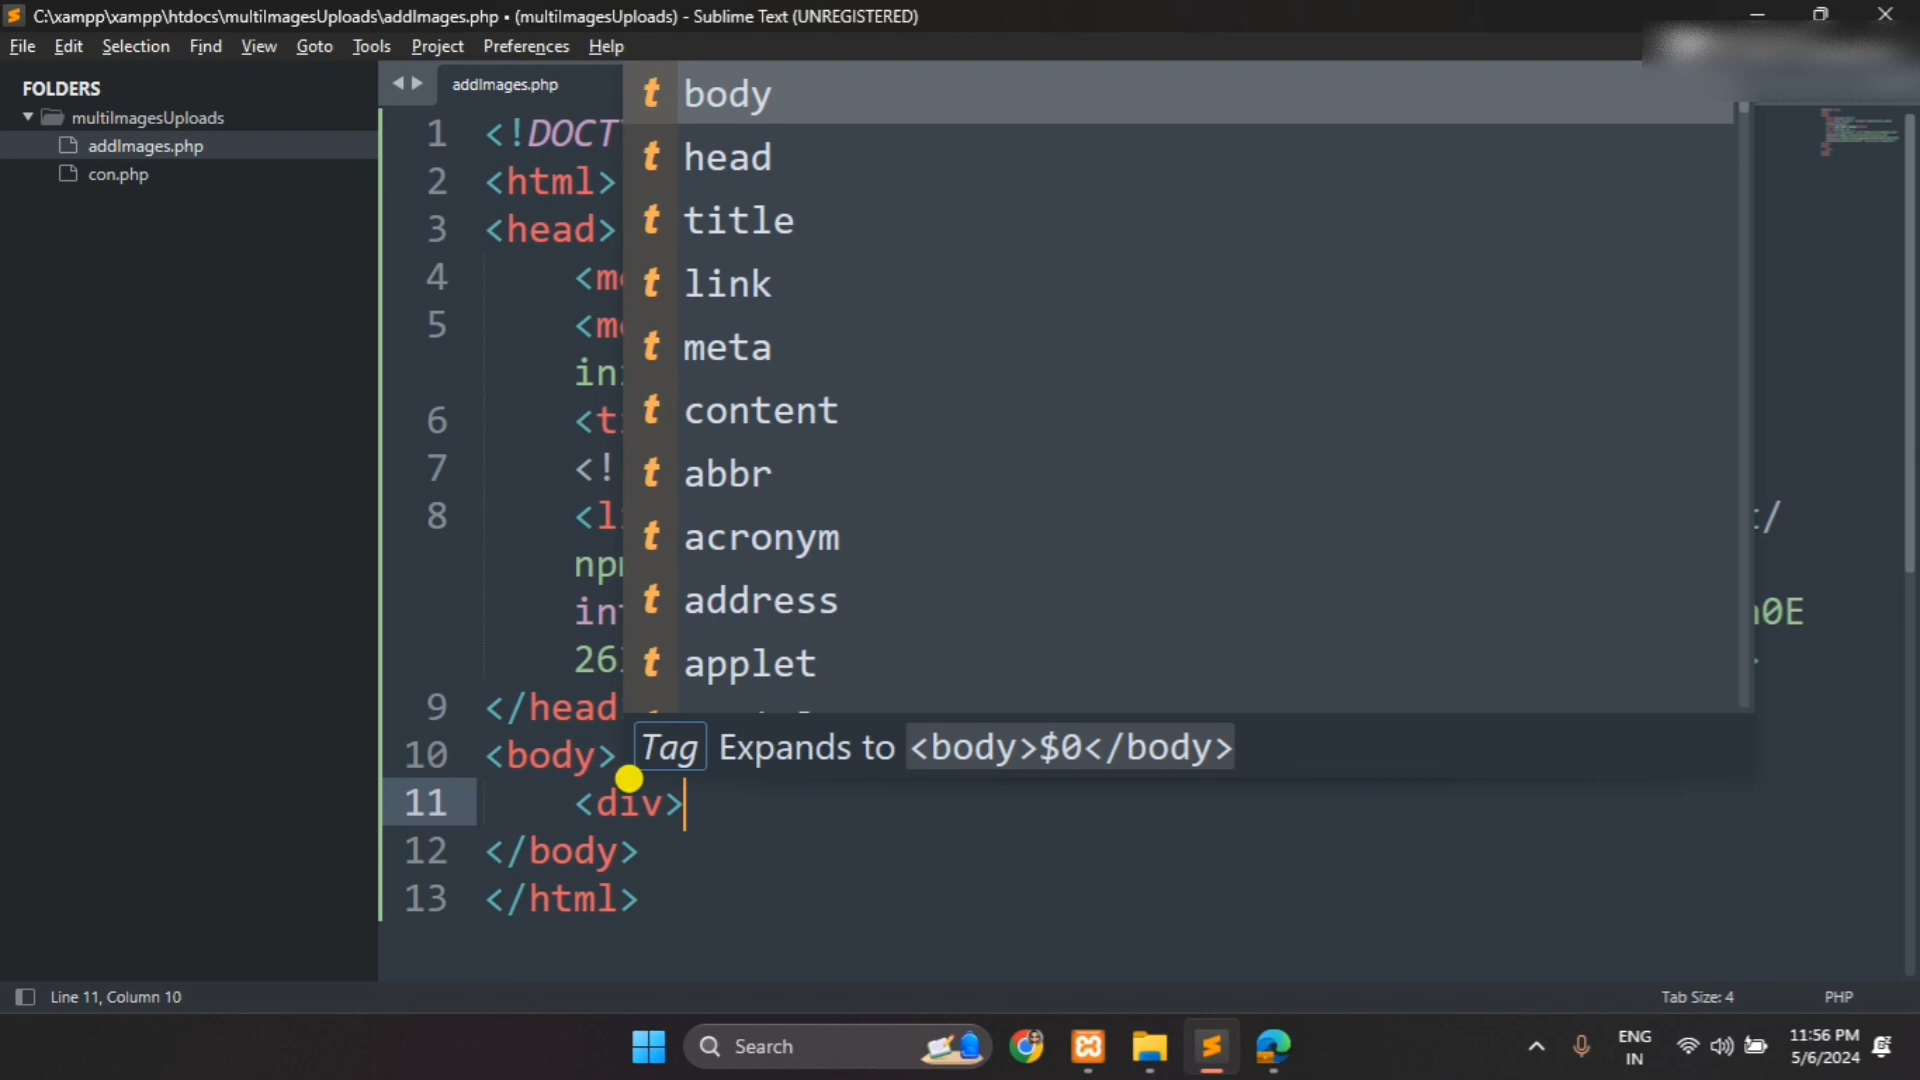 C:\xampp\xampp\htdocs\multiImagesUploads\addImages.php • (multiImagesUploads) - Sublime Text (UNREGISTERED)
File Edit Selection Find View Goto Tools Project Preferences Help
FOLDERS
multiImagesUploads
addImages.php
con.php
addImages.php
body
head
title
link
meta
content
abbr
acronym
address
applet
Tag Expands to <body>$0</body>
1 <!DOCT
2 <html>
3 <head>
4 <m
5 <m
in
6 <t
7 <!
8 <l
t/
np
in
0E
26
9 </head
10 <body>
11 <div>
12 </body>
13 </html>
Line 11, Column 10
Tab Size: 4
PHP
Search
ENG
IN
11:56 PM
5/6/2024